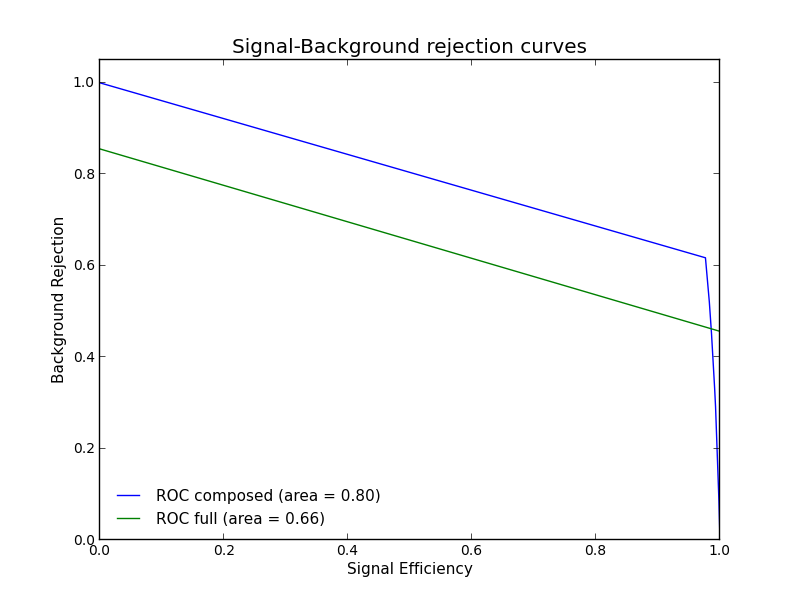 Signal-Background rejection curves
Background Rejection
1.0
0.8
0.6
0.4
0.2
0.0
ROC composed (area = 0.80)
ROC full (area = 0.66)
0.0 0.2 0.4 0.6 0.8 1.0
Signal Efficiency